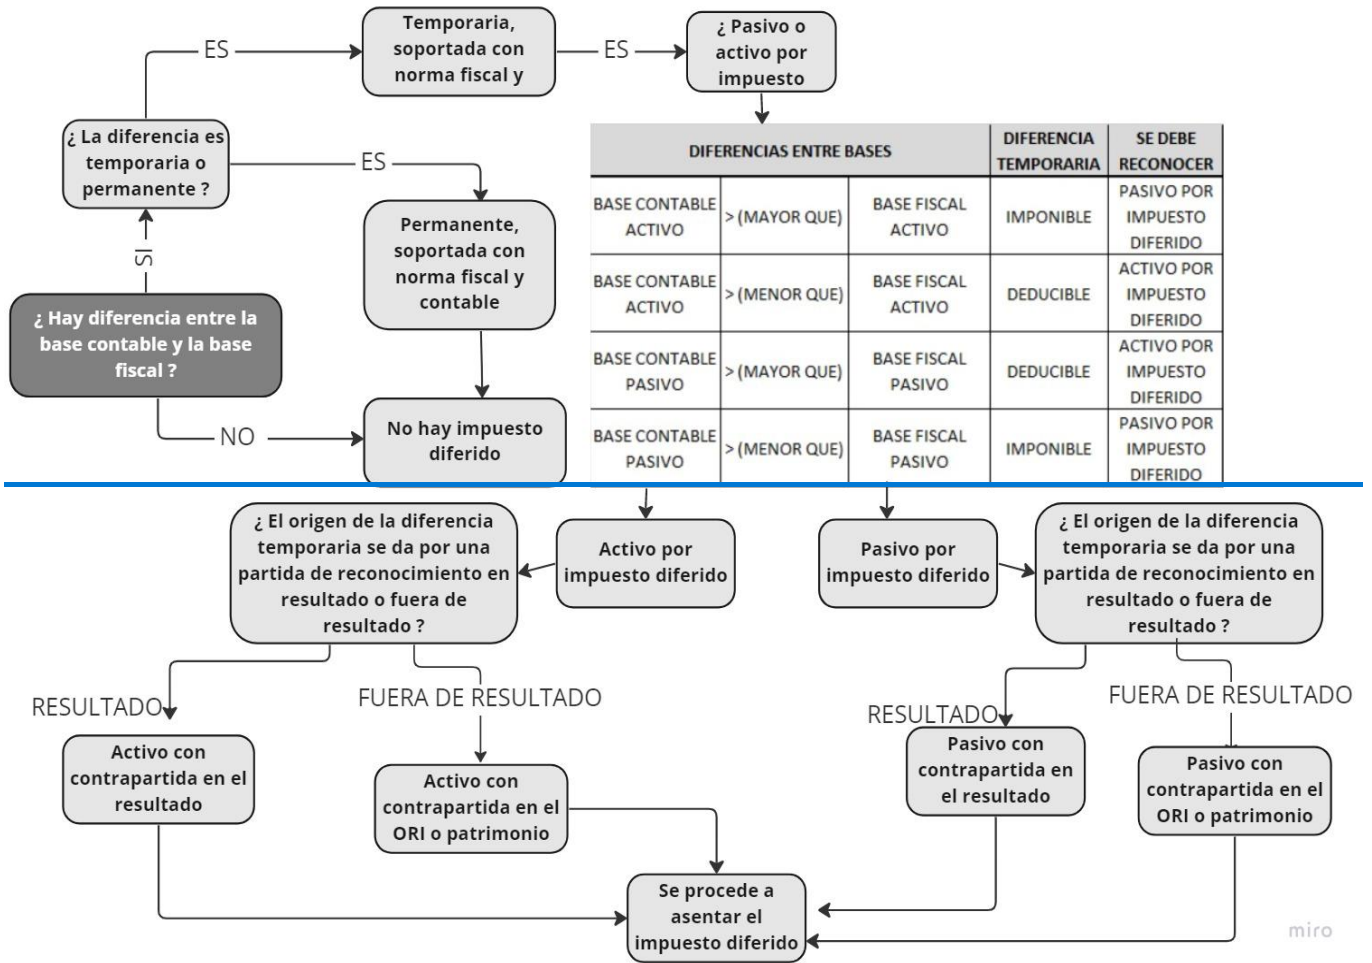 Temporaria,
soportada con
norma fiscal y
ES
ES
¿ Pasivo o
activo por
impuesto
¿ La diferencia es
temporaria o
permanente ?
ES
SI
Permanente,
soportada con
norma fiscal y
contable
¿ Hay diferencia entre la
base contable y la base
fiscal ?
NO
No hay impuesto
diferido
DIFERENCIAS ENTRE BASES
DIFERENCIA
TEMPORARIA
SE DEBE
RECONOCER
BASE CONTABLE
ACTIVO
> (MAYOR QUE)
BASE FISCAL
ACTIVO
IMPONIBLE
PASIVO POR
IMPUESTO
DIFERIDO
BASE CONTABLE
ACTIVO
> (MENOR QUE)
BASE FISCAL
ACTIVO
DEDUCIBLE
ACTIVO POR
IMPUESTO
DIFERIDO
BASE CONTABLE
PASIVO
> (MAYOR QUE)
BASE FISCAL
PASIVO
DEDUCIBLE
ACTIVO POR
IMPUESTO
DIFERIDO
BASE CONTABLE
PASIVO
> (MENOR QUE)
BASE FISCAL
PASIVO
IMPONIBLE
PASIVO POR
IMPUESTO
DIFERIDO
¿ El origen de la diferencia
temporaria se da por una
partida de reconocimiento en
resultado o fuera de
resultado ?
Activo por
impuesto diferido
Pasivo por
impuesto diferido
¿ El origen de la diferencia
temporaria se da por una
partida de reconocimiento en
resultado o fuera de
resultado ?
RESULTADO
FUERA DE RESULTADO
RESULTADO
FUERA DE RESULTADO
Activo con
contrapartida en el
resultado
Activo con
contrapartida en el
ORI o patrimonio
Pasivo con
contrapartida en
el resultado
Pasivo con
contrapartida en el
ORI o patrimonio
Se procede a
asentar el
impuesto diferido
miro